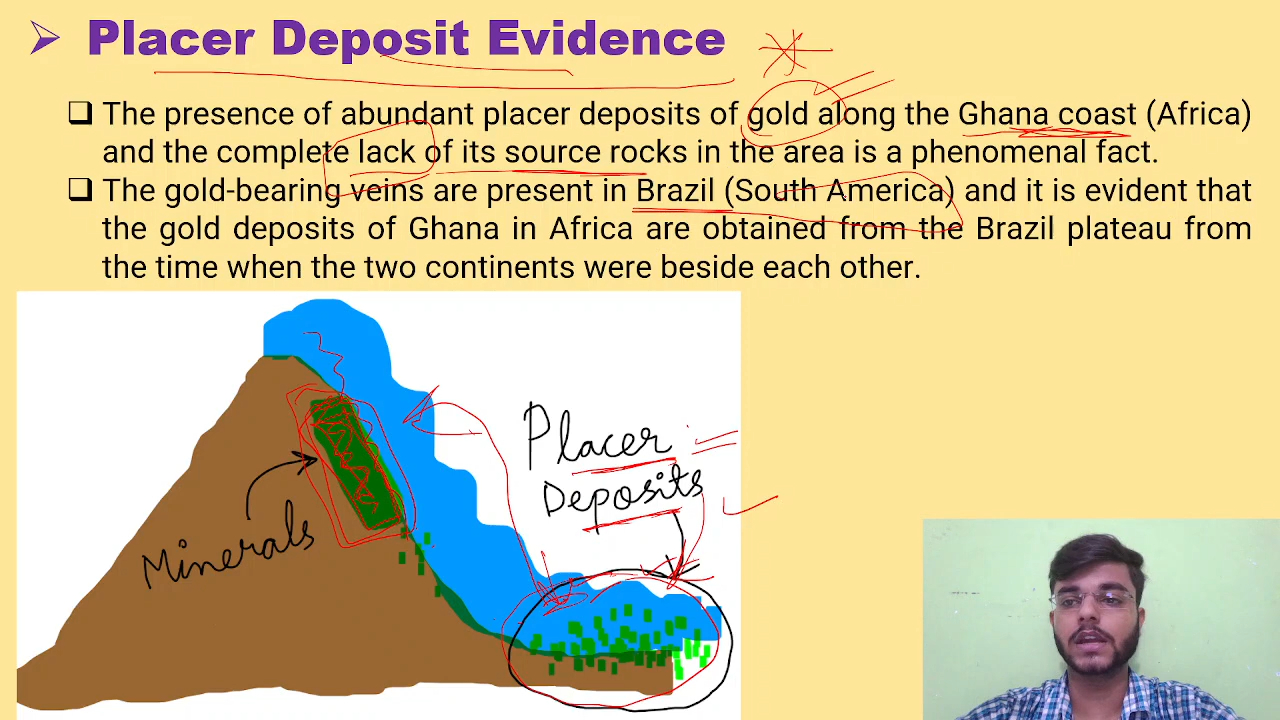 Placer Deposit Evidence
The presence of abundant placer deposits of gold along the Ghana coast (Africa)
and the complete lack of its source rocks in the area is a phenomenal fact.
The gold-bearing veins are present in Brazil (South America) and it is evident that
the gold deposits of Ghana in Africa are obtained from the Brazil plateau from
the time when the two continents were beside each other.
Placer
Deposits
Minerals